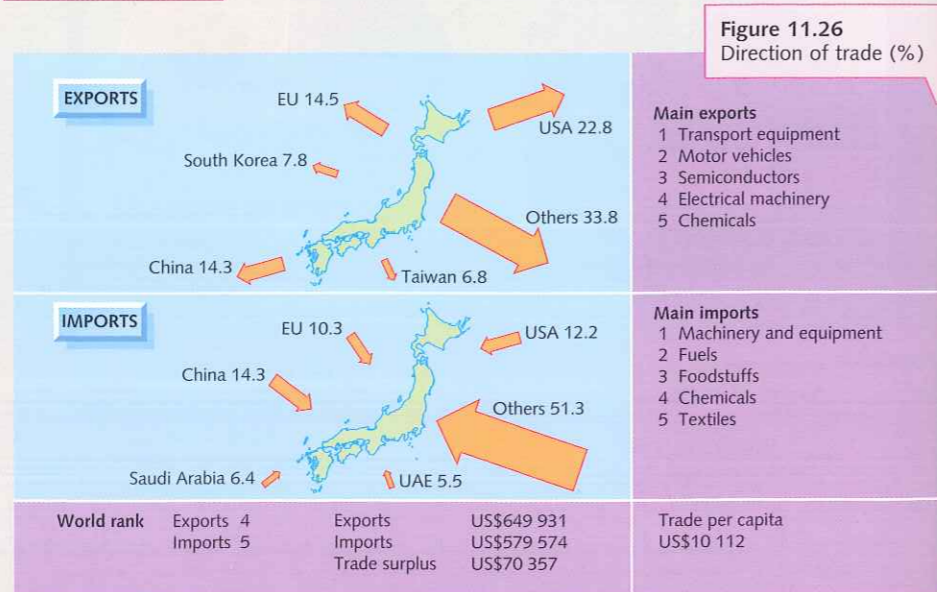 Figure 11.26
Direction of trade (%)
EXPORTS
EU 14.5
USA 22.8
South Korea 7.8
Others 33.8
China 14.3
Taiwan 6.8
Main exports
1 Transport equipment
2 Motor vehicles
3 Semiconductors
4 Electrical machinery
5 Chemicals
IMPORTS
EU 10.3
USA 12.2
China 14.3
Others 51.3
Saudi Arabia 6.4
UAE 5.5
Main imports
1 Machinery and equipment
2 Fuels
3 Foodstuffs
4 Chemicals
5 Textiles
World rank Exports 4
Imports 5
Exports US$649 931
Imports US$579 574
Trade surplus US$70 357
Trade per capita
US$10 112